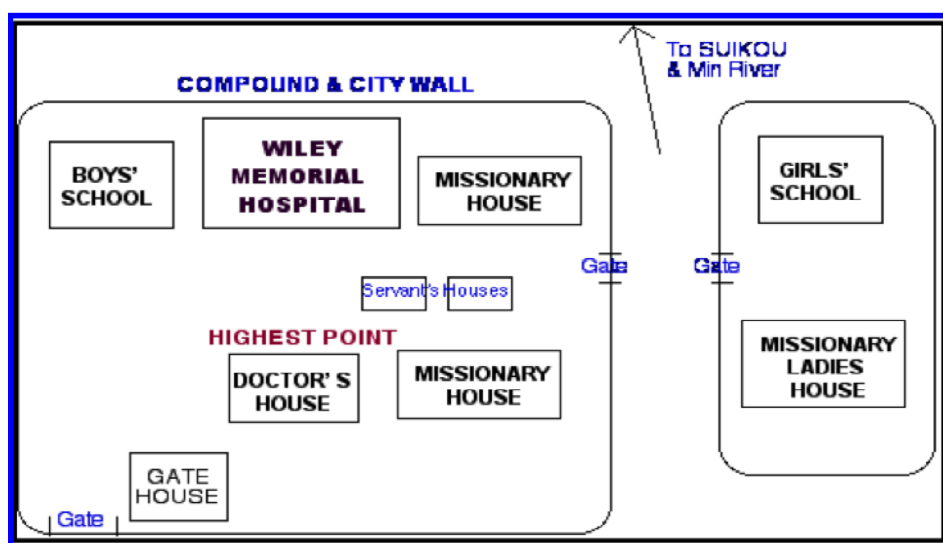 To SUIKOU
& Min River
COMPOUND & CITY WALL
BOYS'
SCHOOL
WILEY
MEMORIAL
HOSPITAL
MISSIONARY
HOUSE
GIRLS'
SCHOOL
Gate
Gate
Servant's Houses
HIGHEST POINT
DOCTOR'S
HOUSE
MISSIONARY
HOUSE
MISSIONARY
LADIES
HOUSE
GATE
HOUSE
Gate